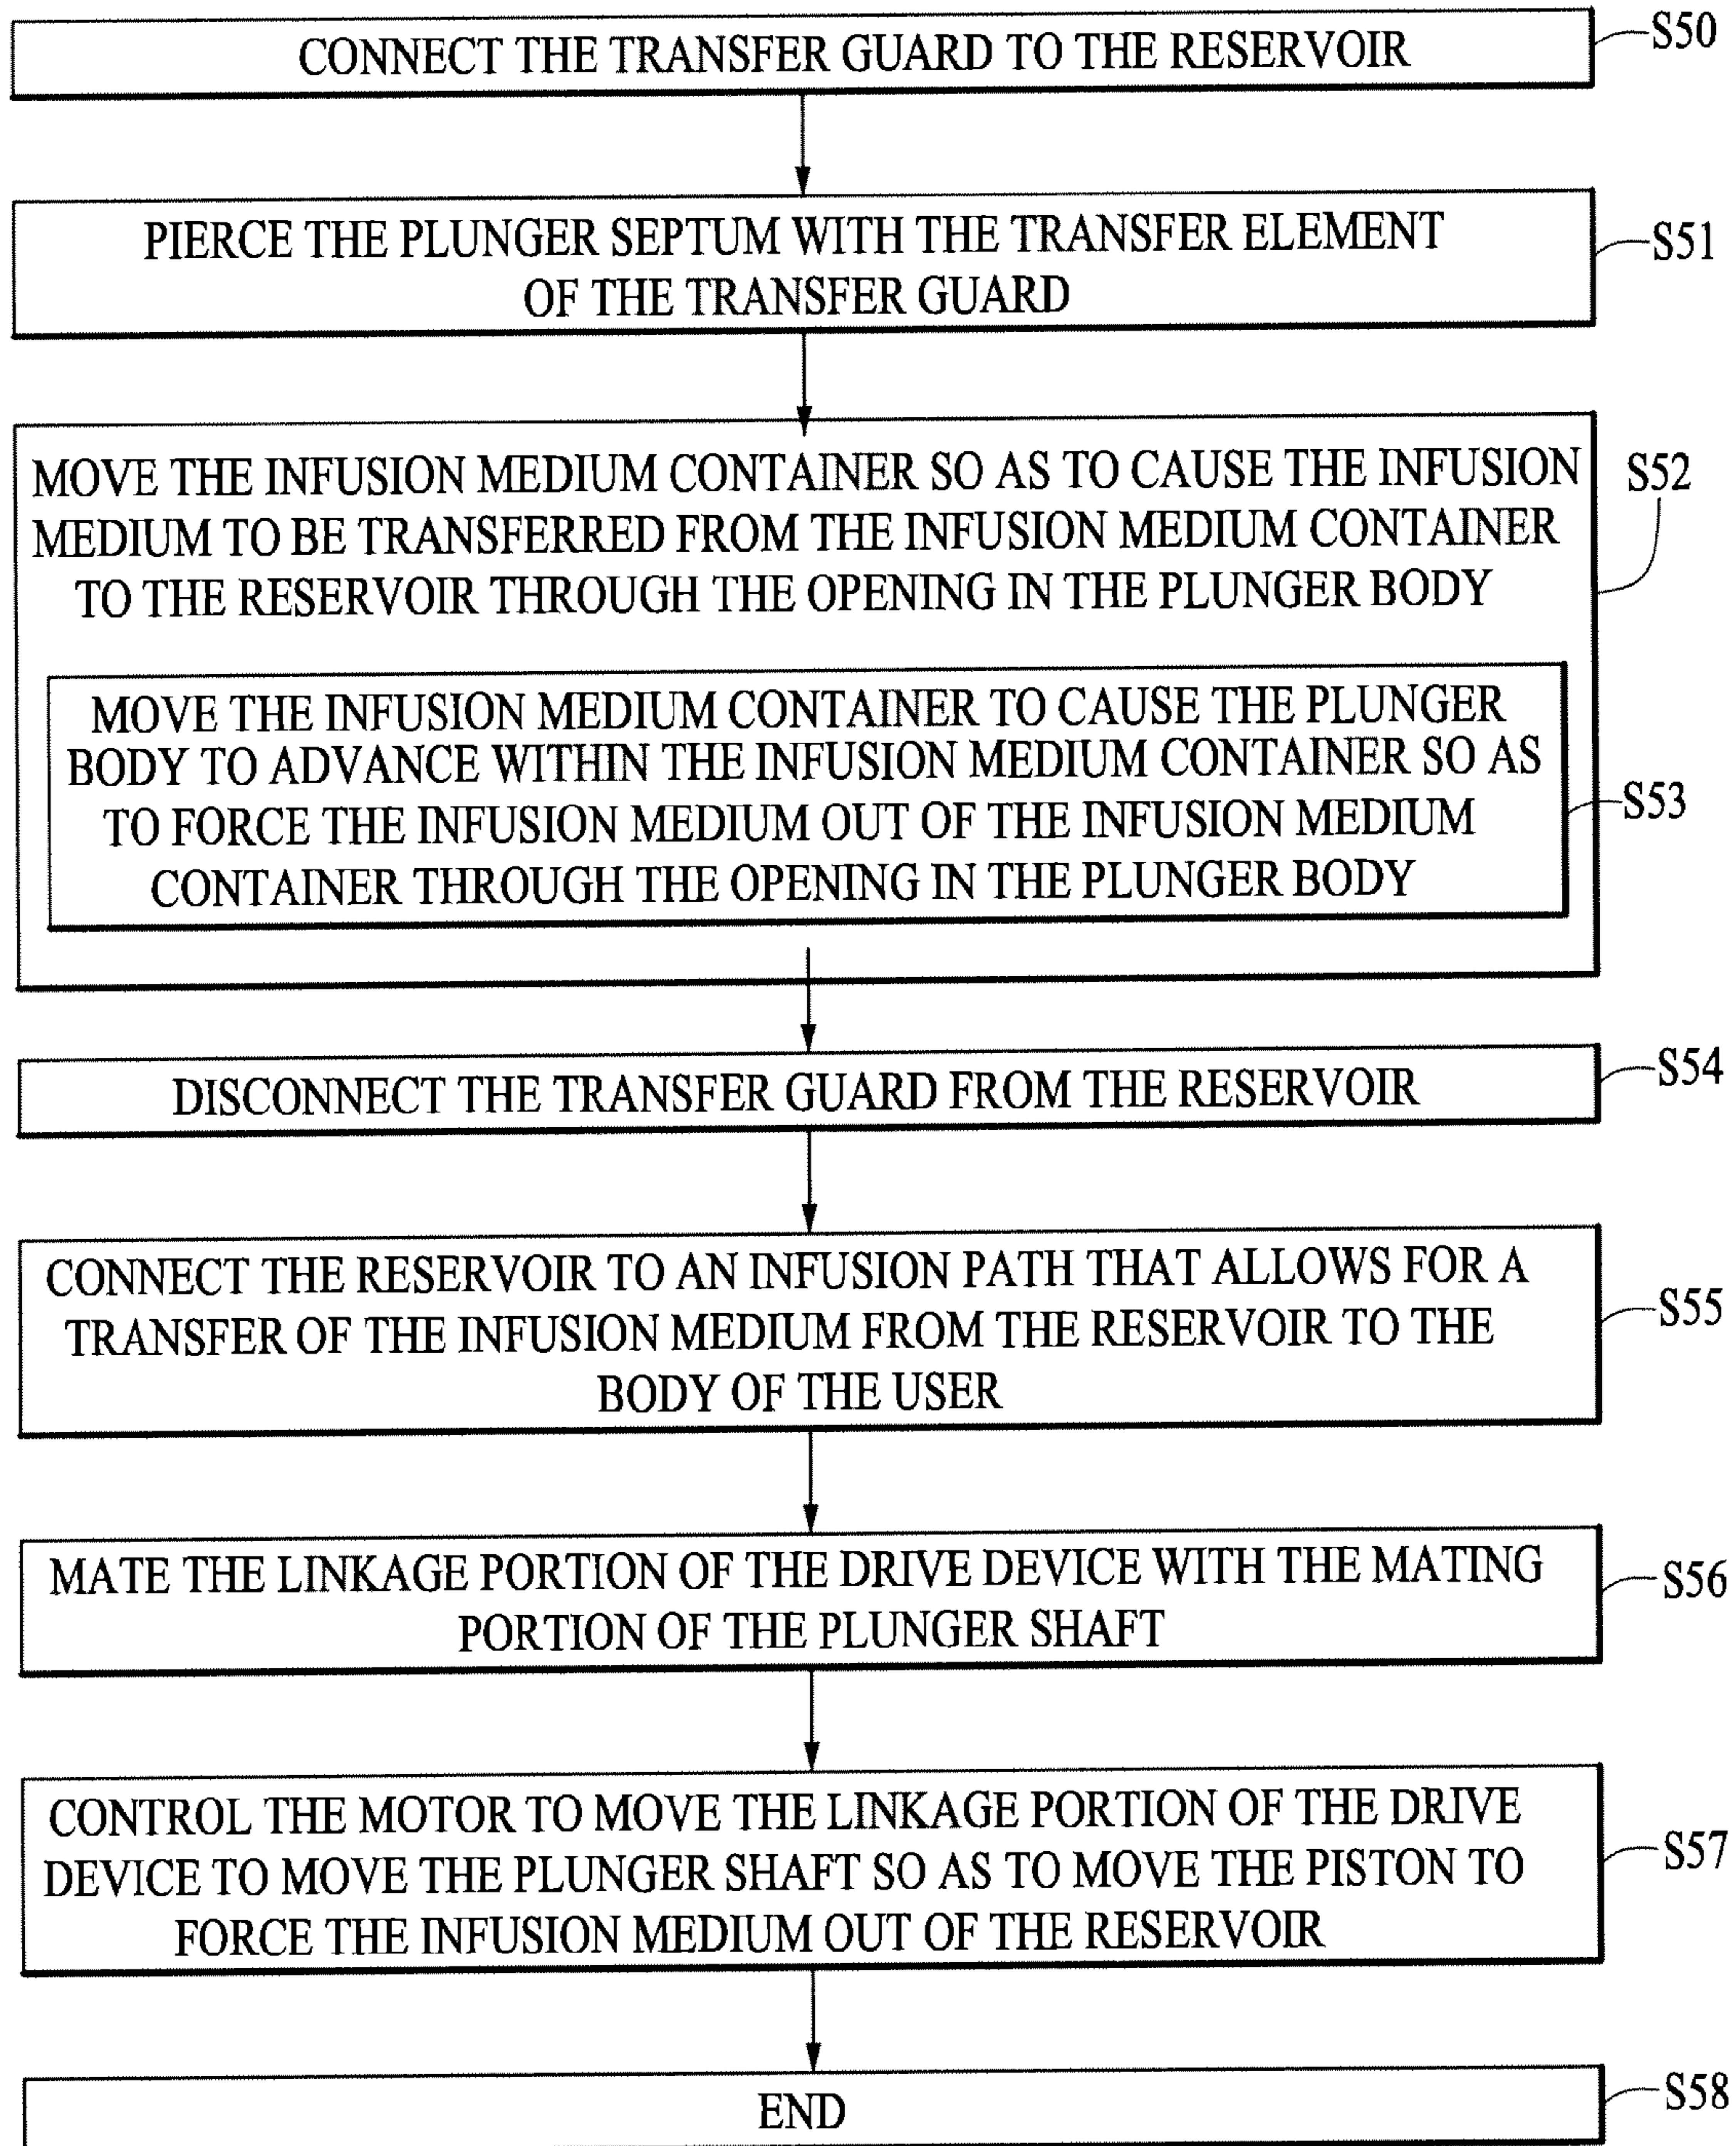 CONNECT THE TRANSFER GUARD TO THE RESERVOIR
S50
PIERCE THE PLUNGER SEPTUM WITH THE TRANSFER ELEMENT
OF THE TRANSFER GUARD
S51
MOVE THE INFUSION MEDIUM CONTAINER SO AS TO CAUSE THE INFUSION
MEDIUM TO BE TRANSFERRED FROM THE INFUSION MEDIUM CONTAINER
TO THE RESERVOIR THROUGH THE OPENING IN THE PLUNGER BODY
S52
MOVE THE INFUSION MEDIUM CONTAINER TO CAUSE THE PLUNGER
BODY TO ADVANCE WITHIN THE INFUSION MEDIUM CONTAINER SO AS
TO FORCE THE INFUSION MEDIUM OUT OF THE INFUSION MEDIUM
CONTAINER THROUGH THE OPENING IN THE PLUNGER BODY
S53
DISCONNECT THE TRANSFER GUARD FROM THE RESERVOIR
S54
CONNECT THE RESERVOIR TO AN INFUSION PATH THAT ALLOWS FOR A
TRANSFER OF THE INFUSION MEDIUM FROM THE RESERVOIR TO THE
BODY OF THE USER
S55
MATE THE LINKAGE PORTION OF THE DRIVE DEVICE WITH THE MATING
PORTION OF THE PLUNGER SHAFT
S56
CONTROL THE MOTOR TO MOVE THE LINKAGE PORTION OF THE DRIVE
DEVICE TO MOVE THE PLUNGER SHAFT SO AS TO MOVE THE PISTON TO
FORCE THE INFUSION MEDIUM OUT OF THE RESERVOIR
S57
END
S58